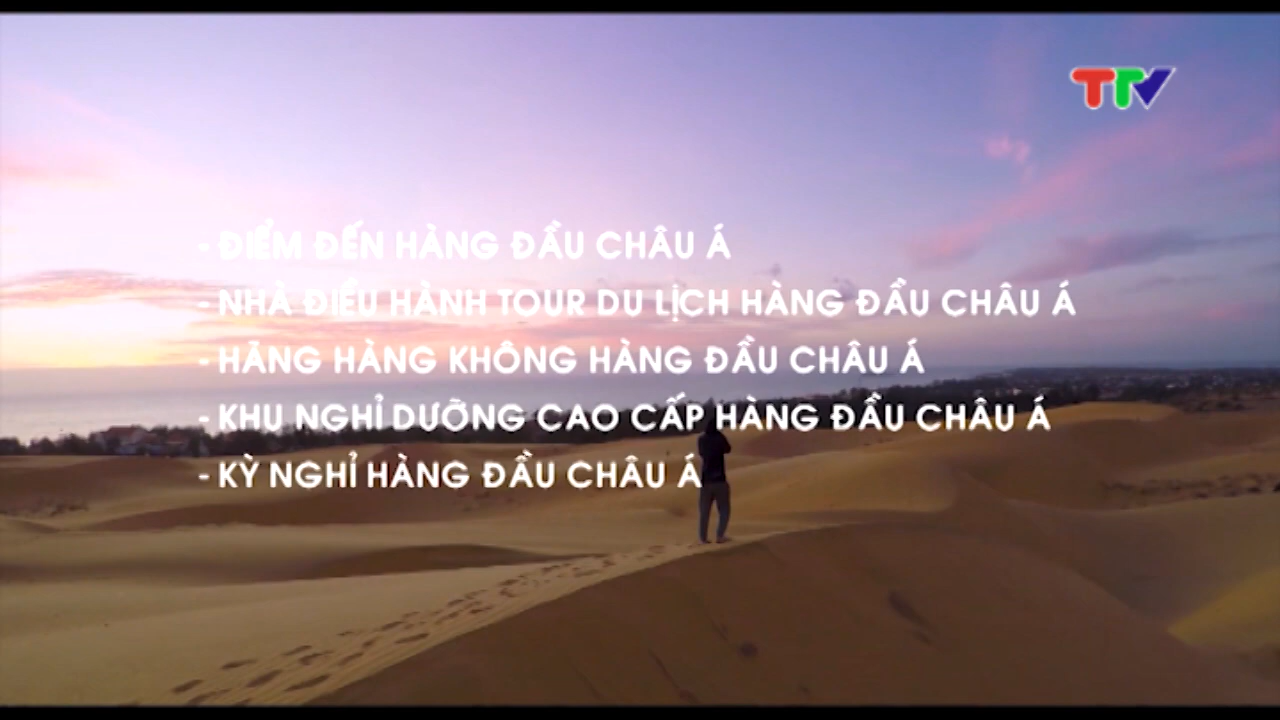 TTV
- ĐIỂM ĐẾN HÀNG ĐẦU CHÂU Á
- NHÀ ĐIỀU HÀNH TOUR DU LỊCH HÀNG ĐẦU CHÂU Á
- HÃNG HÀNG KHÔNG HÀNG ĐẦU CHÂU Á
- KHU NGHỈ DƯỠNG CAO CẤP HÀNG ĐẦU CHÂU Á
- KỲ NGHỈ HÀNG ĐẦU CHÂU Á